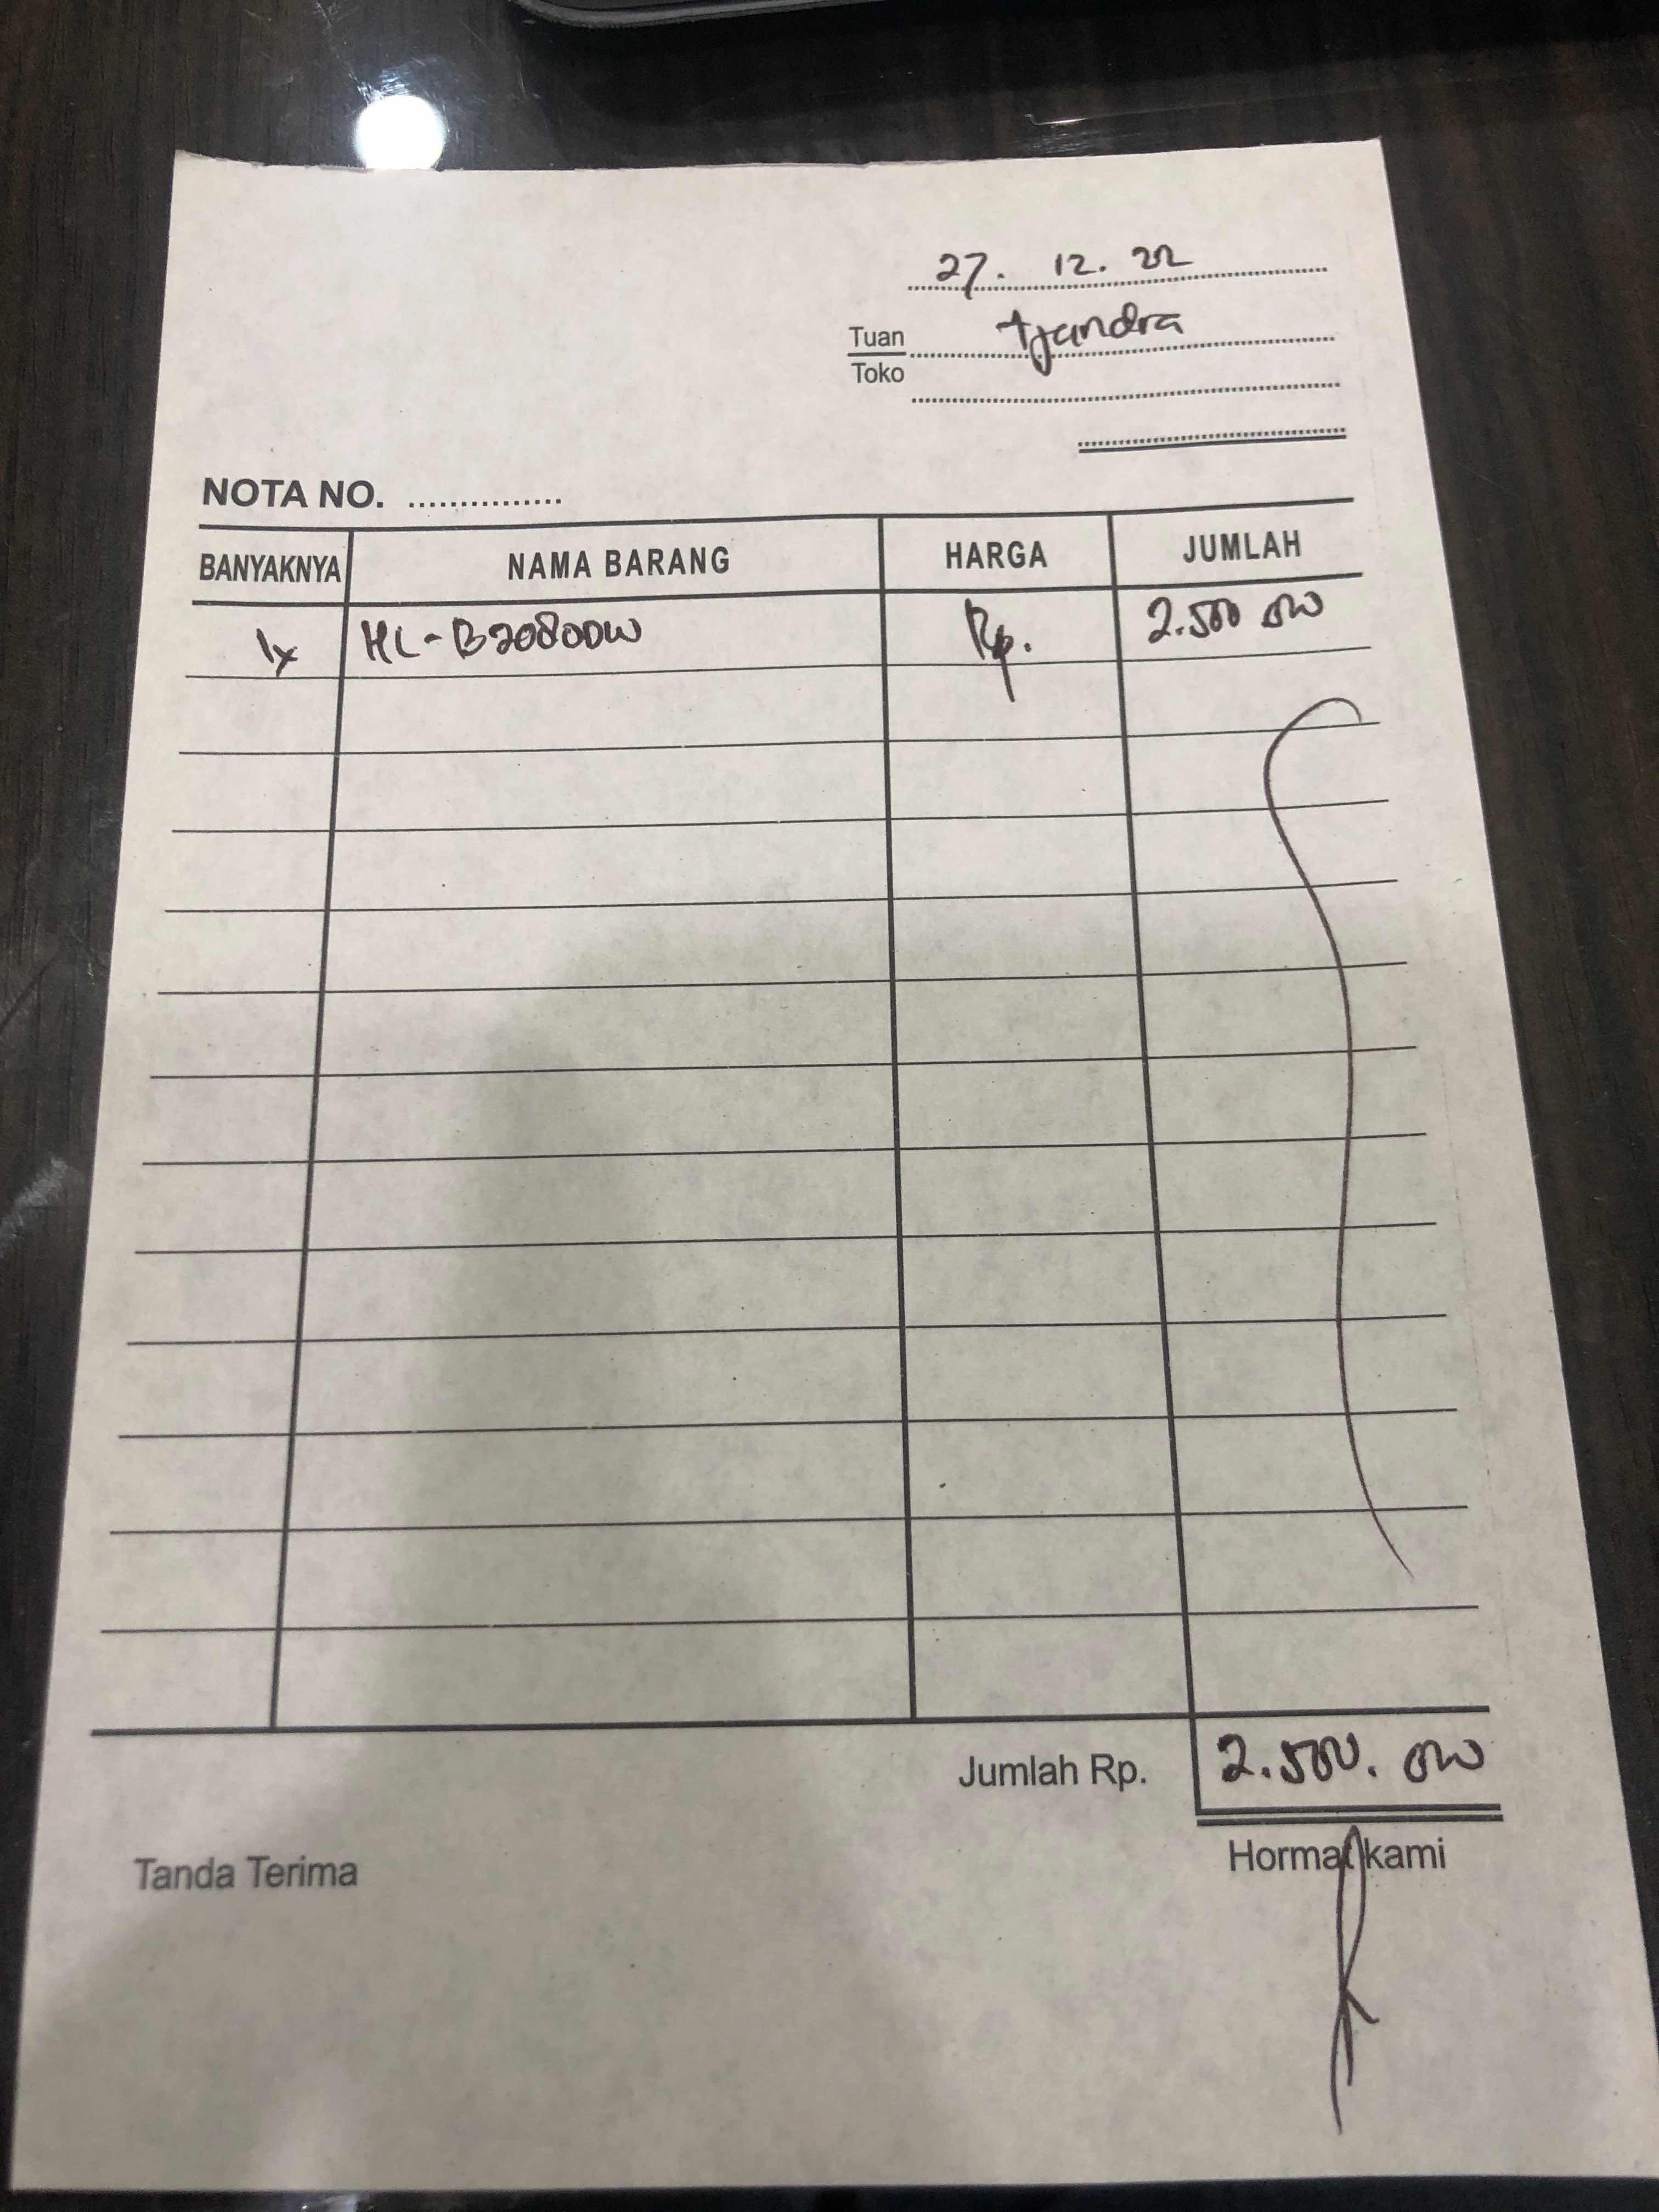 27. 12. 22
Tuan tjandra
Toko
NOTA NO. ...............
BANYAKNYA NAMA BARANG HARGA JUMLAH
1x HL-B2080DW Rp. 2.500 000
Jumlah Rp. 2.500. 000
Tanda Terima Hormat kami